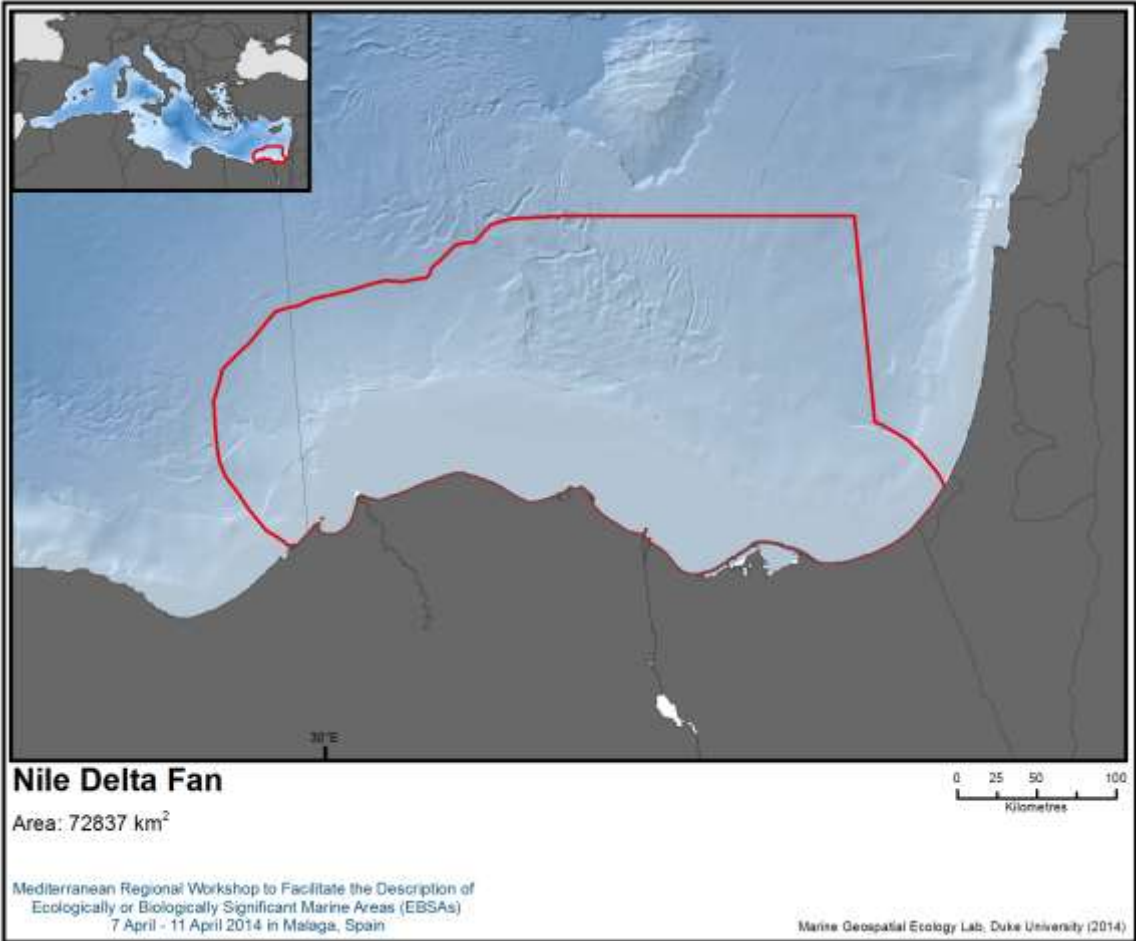 30°E
Nile Delta Fan
Area: 72837 km²
0 25 50 100
Kilometres
Mediterranean Regional Workshop to Facilitate the Description of
Ecologically or Biologically Significant Marine Areas (EBSAs)
7 April - 11 April 2014 in Malaga, Spain
Marine Geospatial Ecology Lab, Duke University (2014)